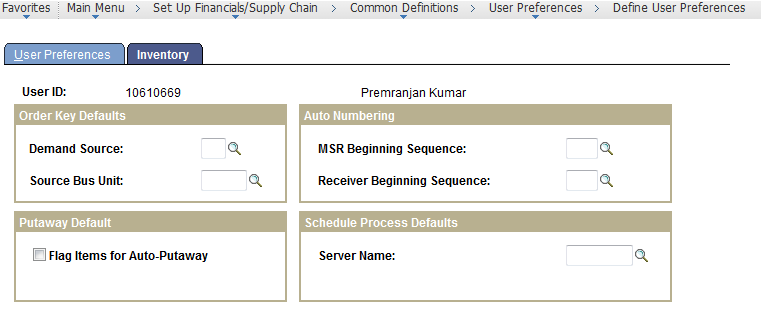 Favorites Main Menu > Set Up Financials/Supply Chain > Common Definitions > User Preferences > Define User Preferences
User Preferences Inventory
User ID: 10610669 Premranjan Kumar
Order Key Defaults
Demand Source:
Source Bus Unit:
Auto Numbering
MSR Beginning Sequence:
Receiver Beginning Sequence:
Putaway Default
Flag Items for Auto-Putaway
Schedule Process Defaults
Server Name: